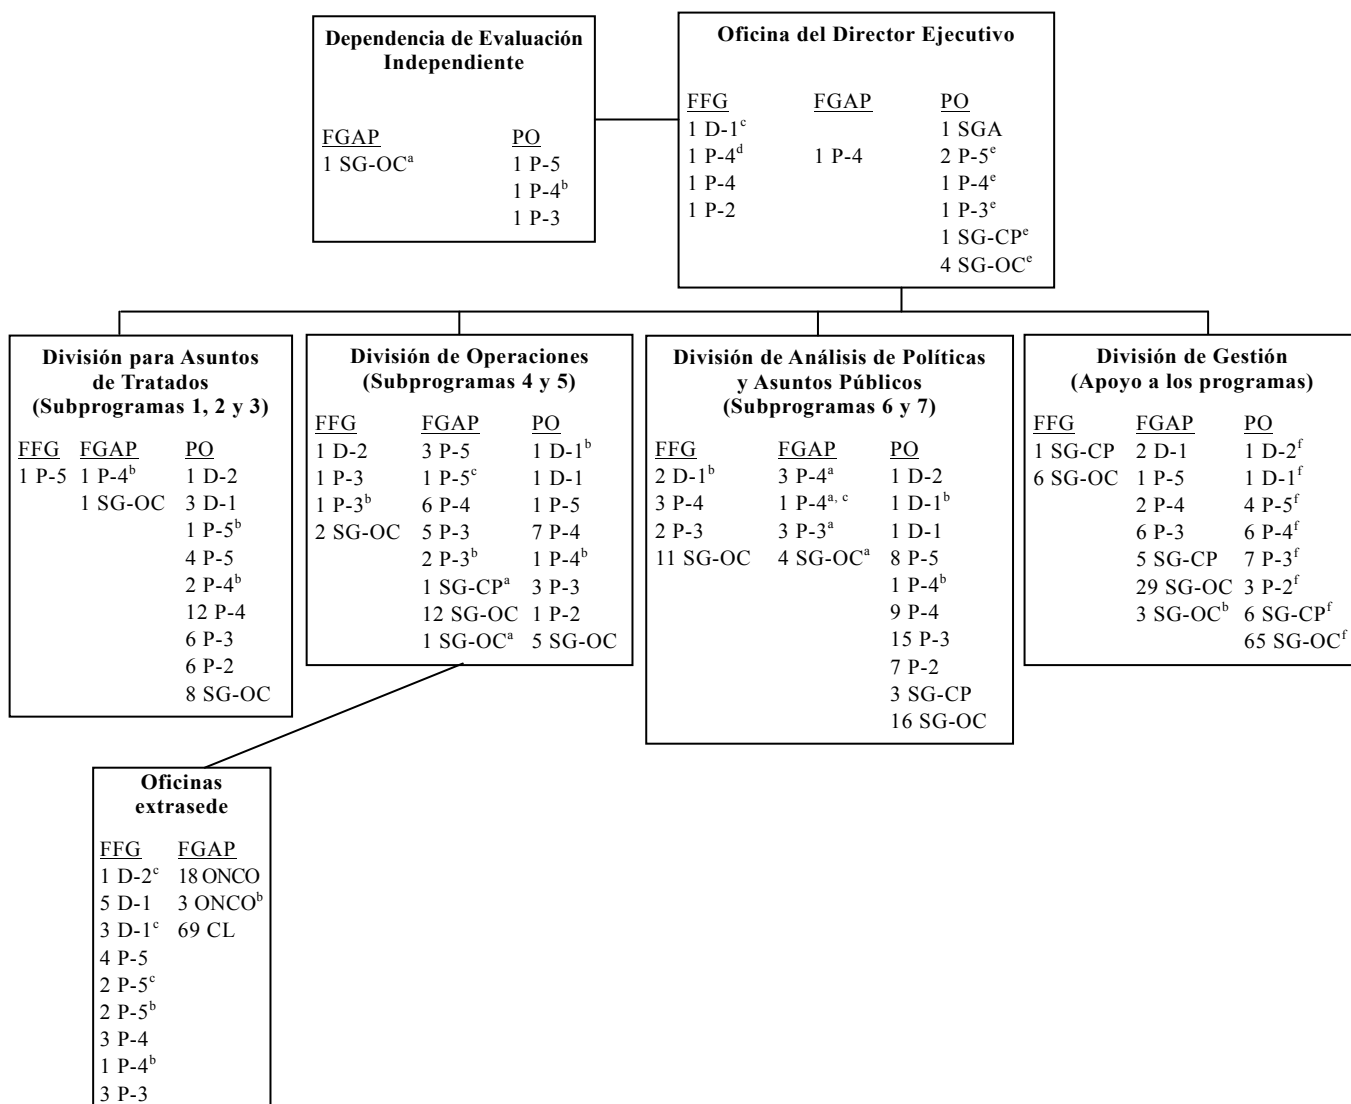 Dependencia de Evaluación
Independiente
FGAP PO
1 SG-OCᵃ 1 P-5
1 P-4ᵇ
1 P-3
Oficina del Director Ejecutivo
FFG FGAP PO
1 D-1ᶜ 1 SGA
1 P-4ᵈ 1 P-4 2 P-5ᵉ
1 P-4 1 P-4ᵉ
1 P-2 1 P-3ᵉ
1 SG-CPᵉ
4 SG-OCᵉ
División para Asuntos
de Tratados
(Subprogramas 1, 2 y 3)
FFG FGAP PO
1 P-5 1 P-4ᵇ 1 D-2
1 SG-OC 3 D-1
1 P-5ᵇ
4 P-5
2 P-4ᵇ
12 P-4
6 P-3
6 P-2
8 SG-OC
División de Operaciones
(Subprogramas 4 y 5)
FFG FGAP PO
1 D-2 3 P-5 1 D-1ᵇ
1 P-3 1 P-5ᶜ 1 D-1
1 P-3ᵇ 6 P-4 1 P-5
2 SG-OC 5 P-3 7 P-4
2 P-3ᵇ 1 P-4ᵇ
1 SG-CPᵃ 3 P-3
12 SG-OC 1 P-2
1 SG-OCᵃ 5 SG-OC
División de Análisis de Políticas
y Asuntos Públicos
(Subprogramas 6 y 7)
FFG FGAP PO
2 D-1ᵇ 3 P-4ᵃ 1 D-2
3 P-4 1 P-4ᵃ, ᶜ 1 D-1ᵇ
2 P-3 3 P-3ᵃ 1 D-1
11 SG-OC 4 SG-OCᵃ 8 P-5
1 P-4ᵇ
9 P-4
15 P-3
7 P-2
3 SG-CP
16 SG-OC
División de Gestión
(Apoyo a los programas)
FFG FGAP PO
1 SG-CP 2 D-1 1 D-2ᶠ
6 SG-OC 1 P-5 1 D-1ᶠ
2 P-4 4 P-5ᶠ
6 P-3 6 P-4ᶠ
5 SG-CP 7 P-3ᶠ
29 SG-OC 3 P-2ᶠ
3 SG-OCᵇ 6 SG-CPᶠ
65 SG-OCᶠ
Oficinas
extrasede
FFG FGAP
1 D-2ᶜ 18 ONCO
5 D-1 3 ONCOᵇ
3 D-1ᶜ 69 CL
4 P-5
2 P-5ᶜ
2 P-5ᵇ
3 P-4
1 P-4ᵇ
3 P-3